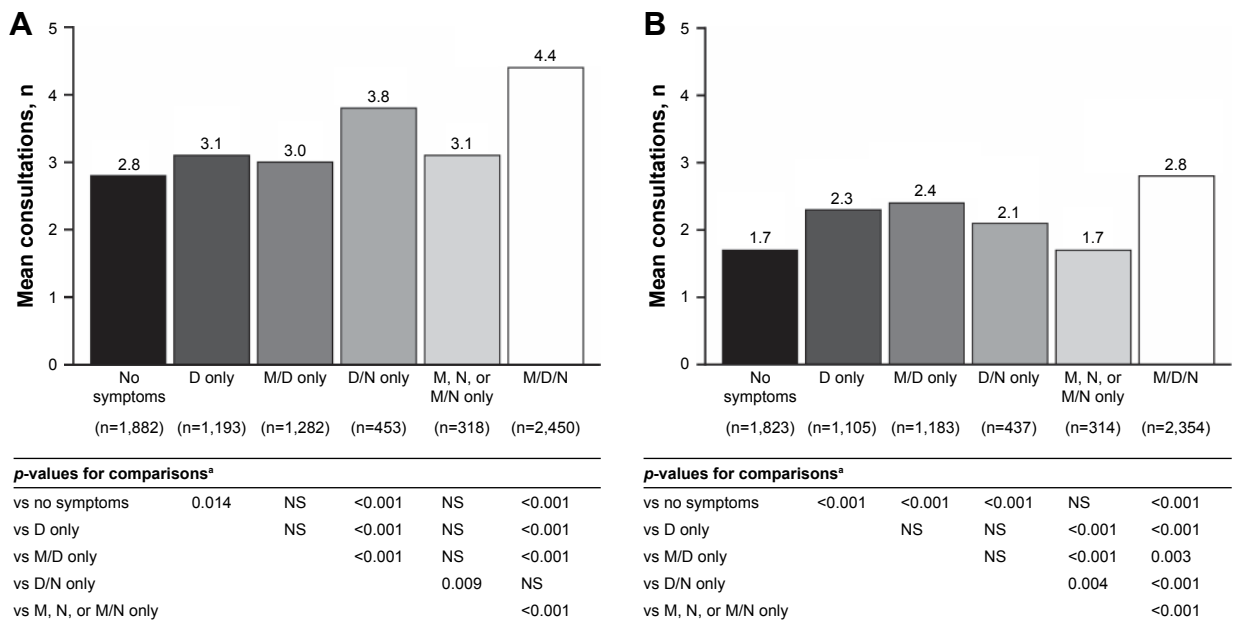 A
Mean consultations, n
5
4
3
2
1
0
2.8
3.1
3.0
3.8
3.1
4.4
No symptoms
D only
M/D only
D/N only
M, N, or M/N only
M/D/N
(n=1,882) (n=1,193) (n=1,282) (n=453) (n=318) (n=2,450)
p-values for comparisonsᵃ
vs no symptoms 0.014 NS <0.001 NS <0.001
vs D only NS <0.001 NS <0.001
vs M/D only <0.001 NS <0.001
vs D/N only 0.009 NS
vs M, N, or M/N only <0.001
B
Mean consultations, n
5
4
3
2
1
0
1.7
2.3
2.4
2.1
1.7
2.8
No symptoms
D only
M/D only
D/N only
M, N, or M/N only
M/D/N
(n=1,823) (n=1,105) (n=1,183) (n=437) (n=314) (n=2,354)
p-values for comparisonsᵃ
vs no symptoms <0.001 <0.001 <0.001 NS <0.001
vs D only NS NS <0.001 <0.001
vs M/D only NS <0.001 0.003
vs D/N only 0.004 <0.001
vs M, N, or M/N only <0.001